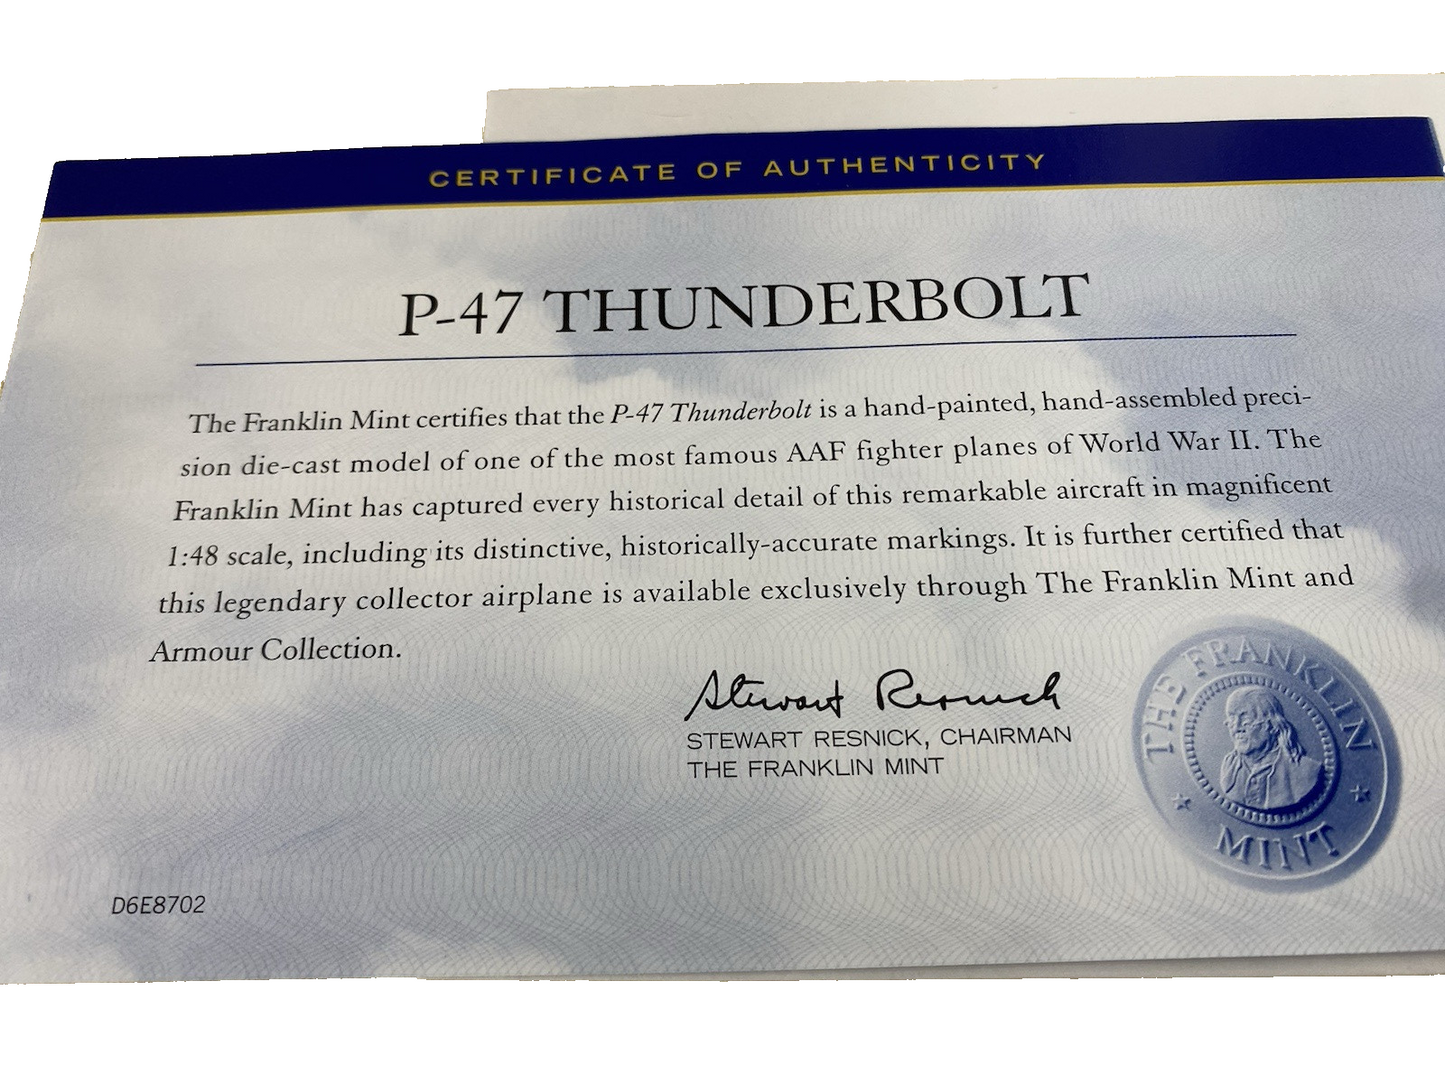 CERTIFICATE OF AUTHENTICITY
P-47 THUNDERBOLT
The Franklin Mint certifies that the P-47 Thunderbolt is a hand-painted, hand-assembled preci-
sion die-cast model of one of the most famous AAF fighter planes of World War II. The
Franklin Mint has captured every historical detail of this remarkable aircraft in magnificent
1:48 scale, including its distinctive, historically-accurate markings. It is further certified that
this legendary collector airplane is available exclusively through The Franklin Mint and
Armour Collection.
Stewart Resnick
STEWART RESNICK, CHAIRMAN
THE FRANKLIN MINT
THE FRANKLIN
MINT
D6E8702